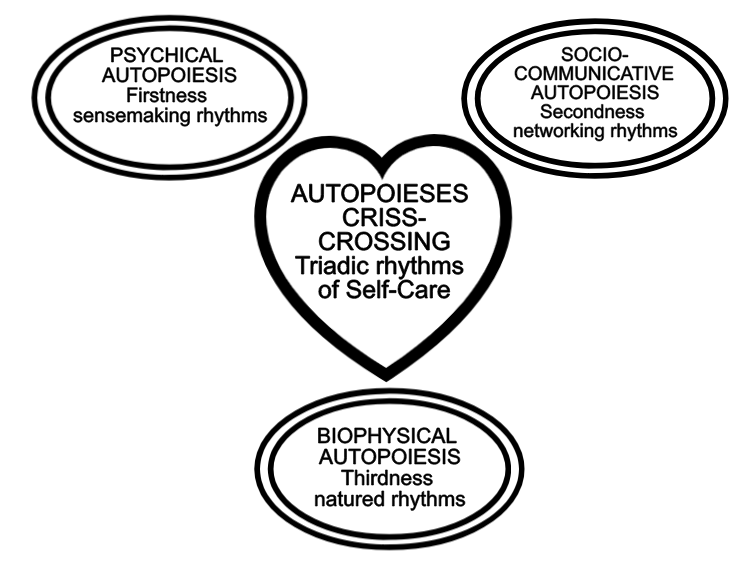 PSYCHICAL
AUTOPOIESIS
Firstness
sensemaking rhythms
SOCIO-
COMMUNICATIVE
AUTOPOIESIS
Secondness
networking rhythms
AUTOPOIESES
CRISS-
CROSSING
Triadic rhythms
of Self-Care
BIOPHYSICAL
AUTOPOIESIS
Thirdness
natured rhythms